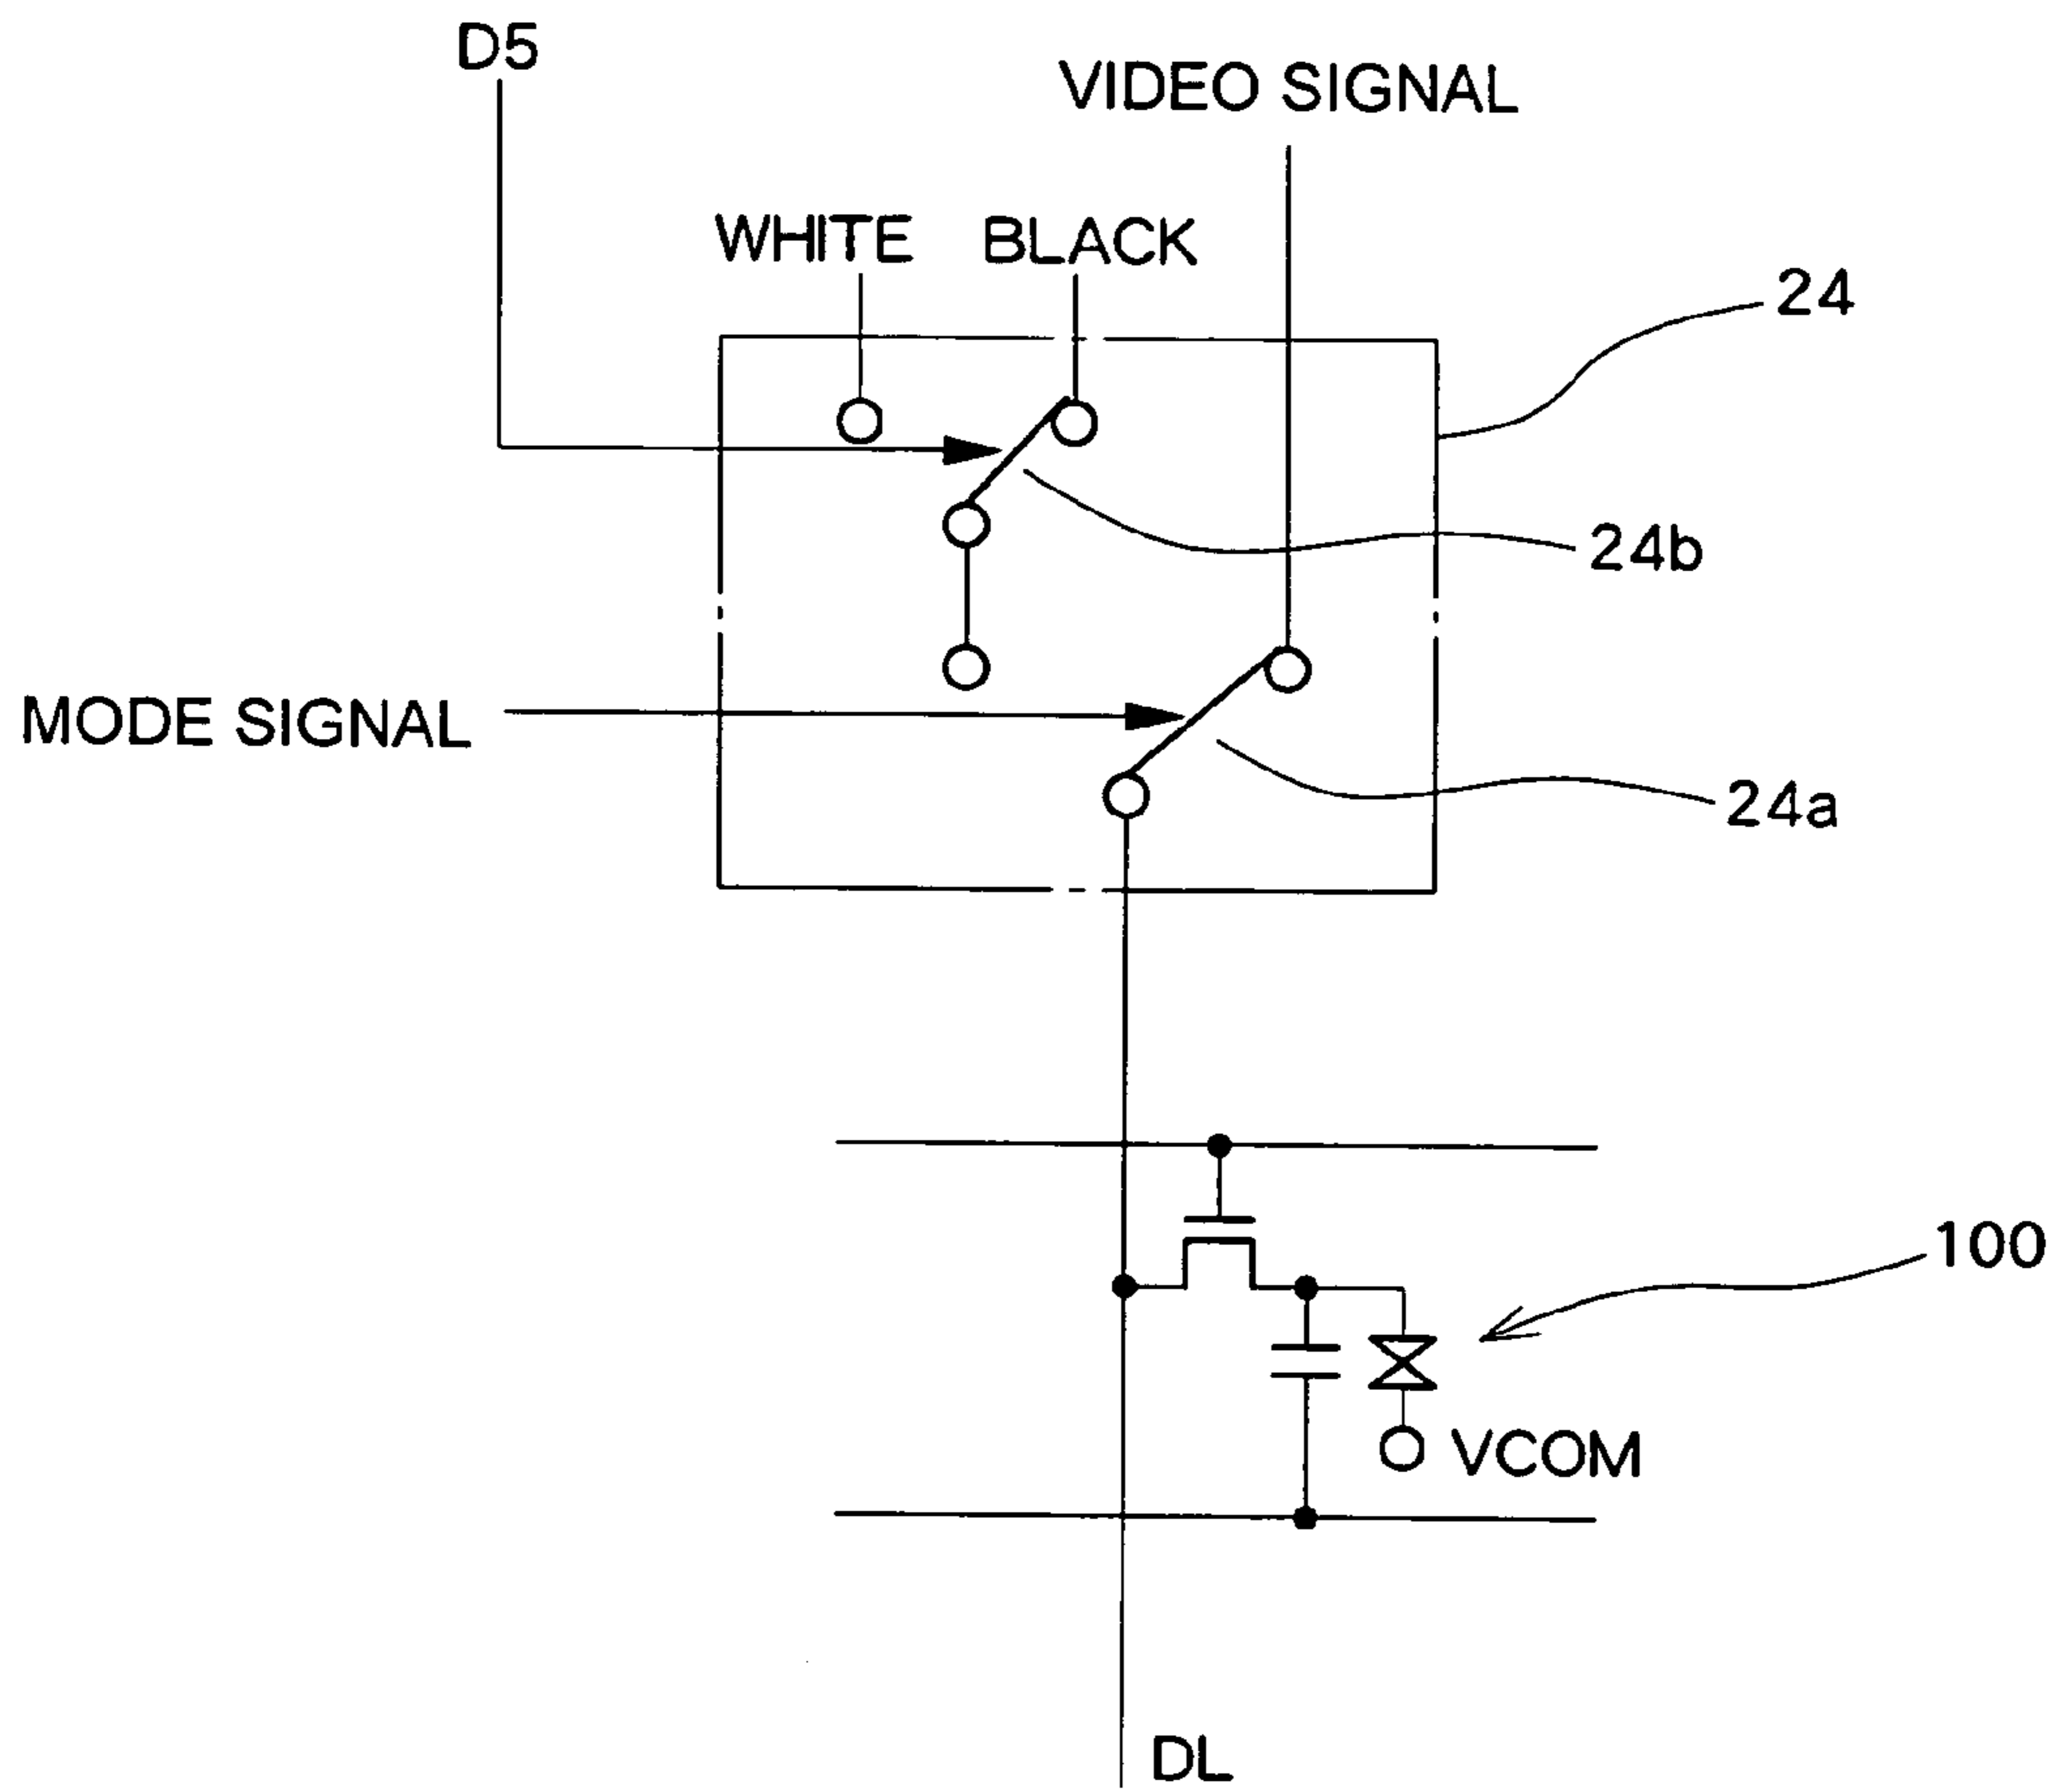 D5
VIDEO SIGNAL
WHITE
BLACK
24
24b
MODE SIGNAL
24a
100
VCOM
DL